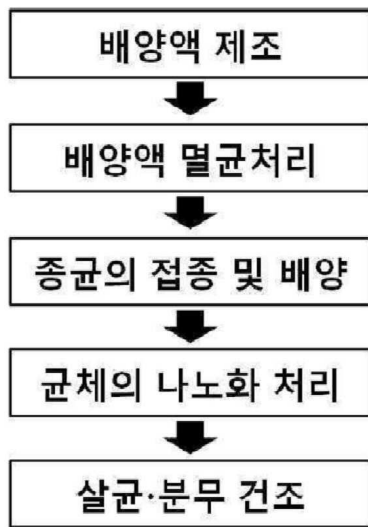 배양액 제조
배양액 멸균처리
종균의 접종 및 배양
균체의 나노화 처리
살균·분무 건조